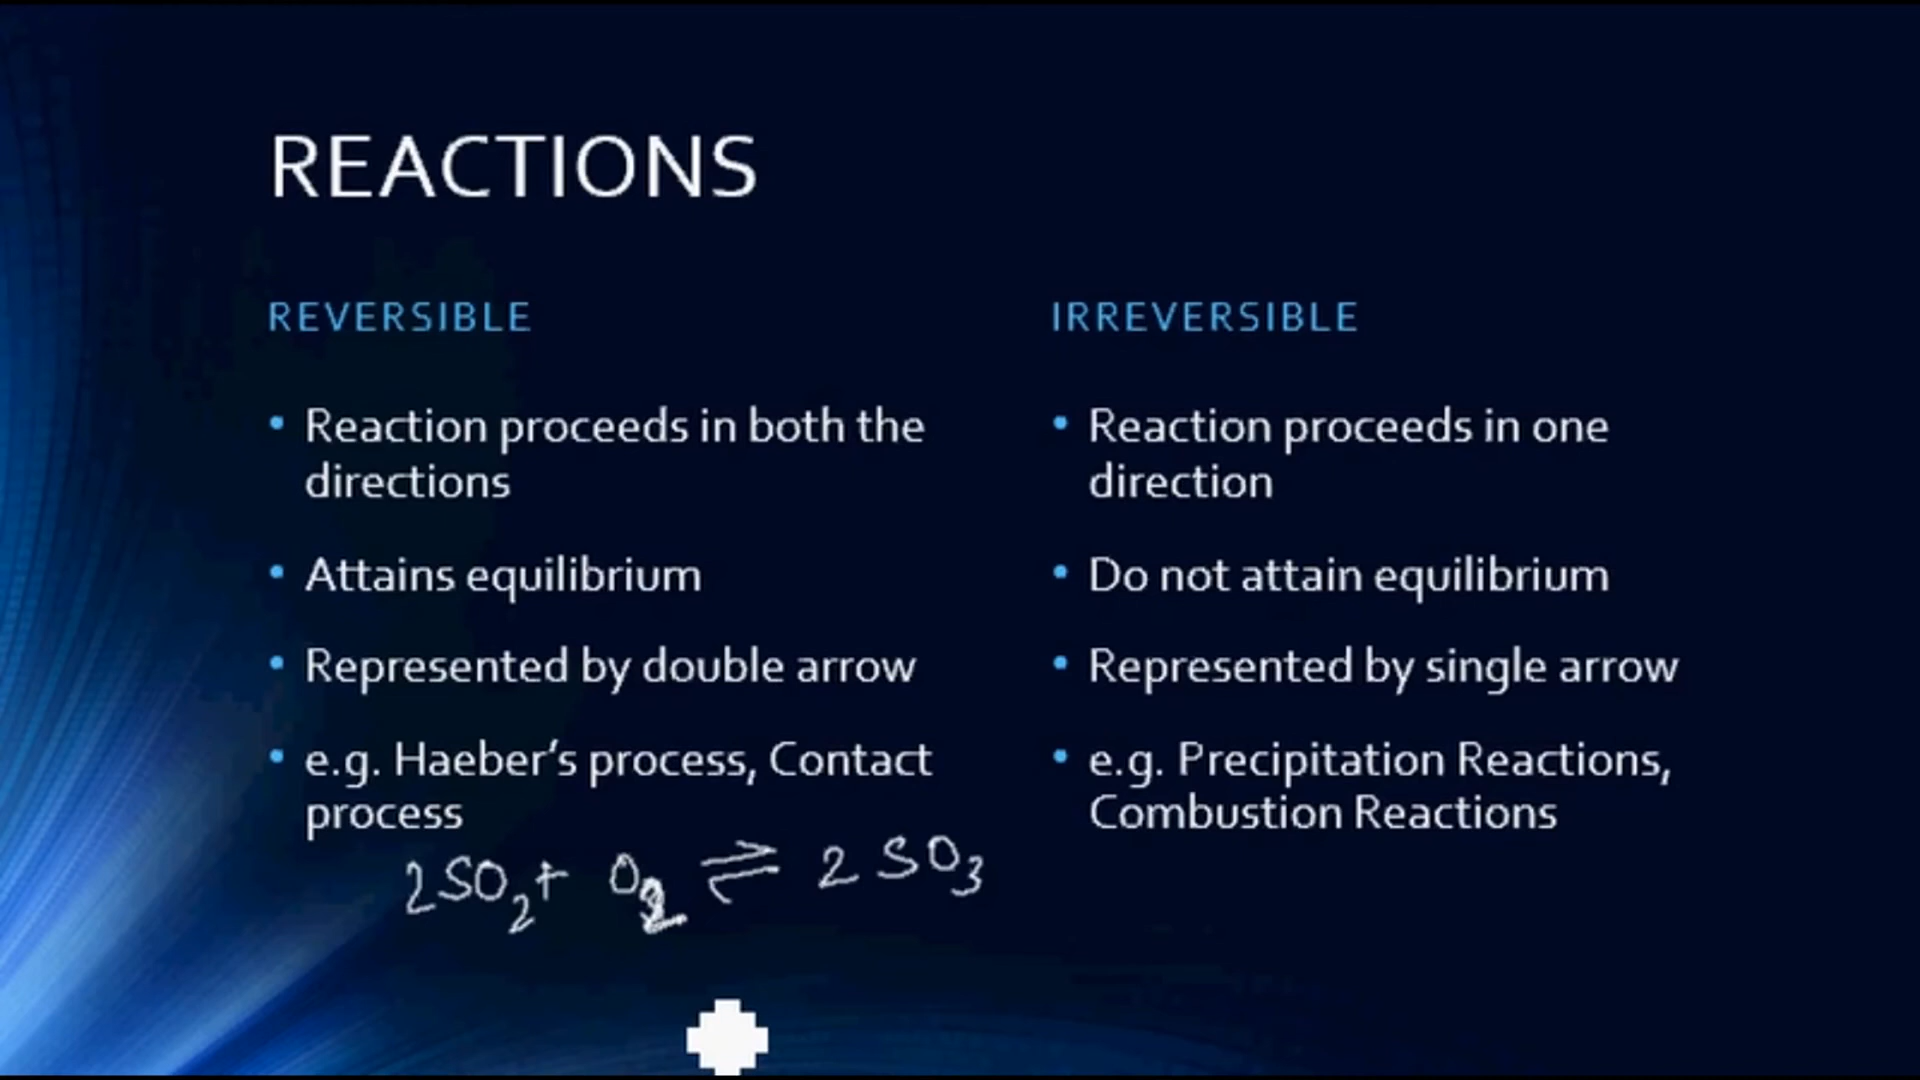 REACTIONS
REVERSIBLE
• Reaction proceeds in both the
directions
• Attains equilibrium
• Represented by double arrow
• e.g. Haeber’s process, Contact
process
2SO₂ + O₂ ⇌ 2SO₃
IRREVERSIBLE
• Reaction proceeds in one
direction
• Do not attain equilibrium
• Represented by single arrow
• e.g. Precipitation Reactions,
Combustion Reactions